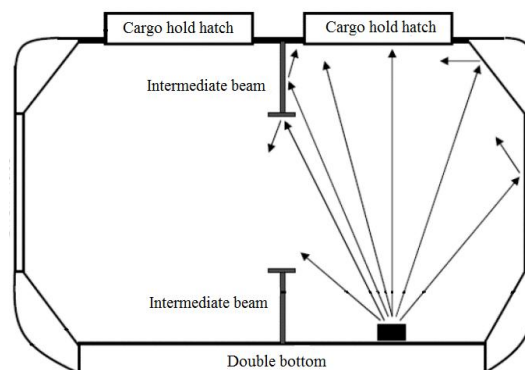 Cargo hold hatch
Cargo hold hatch
Intermediate beam
Intermediate beam
Double bottom